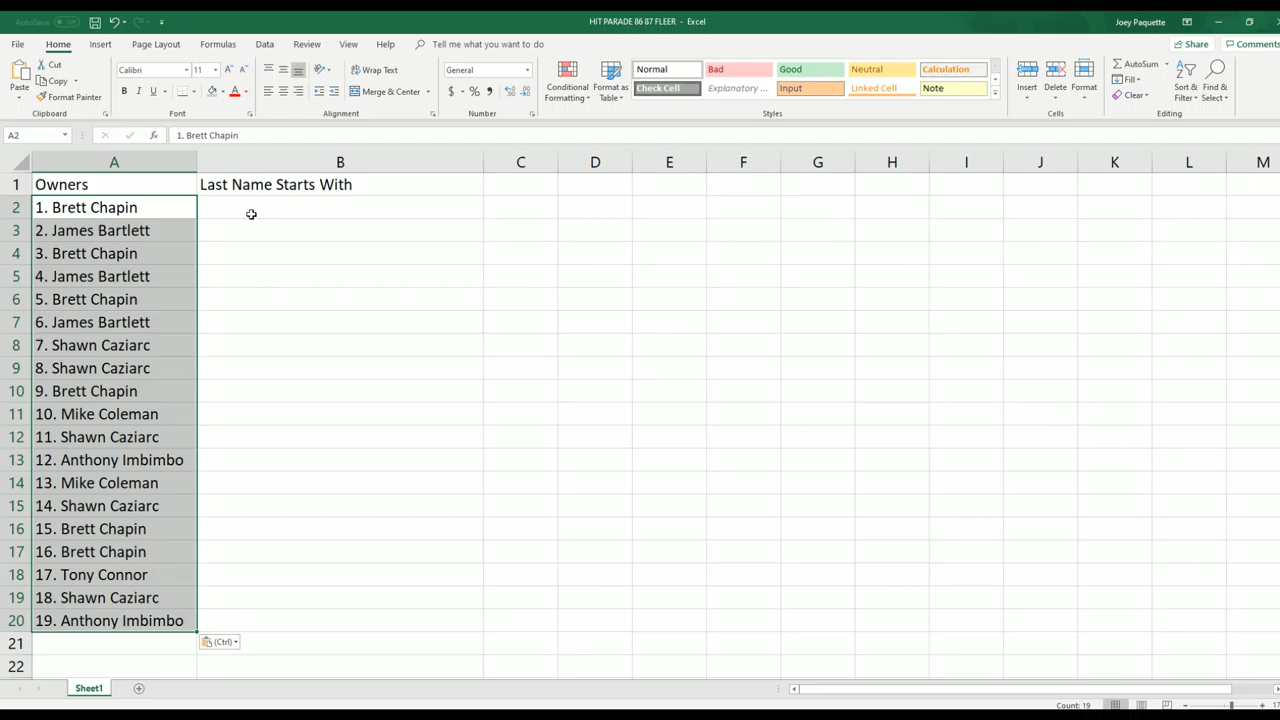 AutoSave Off HIT PARADE 86 87 FLEER - Excel Joey Paquette
File Home Insert Page Layout Formulas Data Review View Help Tell me what you want to do Share Comments
Paste Cut Copy Format Painter
Calibri 11 B I U A
Wrap Text Merge & Center
General $ % ,
Conditional Formatting Format as Table
Normal Bad Good Neutral Calculation
Check Cell Explanatory ... Input Linked Cell Note
Insert Delete Format
AutoSum Fill Clear
Sort & Filter Find & Select
Clipboard Font Alignment Number Styles Cells Editing
A2 fx 1. Brett Chapin
A B C D E F G H I J K L M
1 Owners Last Name Starts With
2 1. Brett Chapin
3 2. James Bartlett
4 3. Brett Chapin
5 4. James Bartlett
6 5. Brett Chapin
7 6. James Bartlett
8 7. Shawn Caziarc
9 8. Shawn Caziarc
10 9. Brett Chapin
11 10. Mike Coleman
12 11. Shawn Caziarc
13 12. Anthony Imbimbo
14 13. Mike Coleman
15 14. Shawn Caziarc
16 15. Brett Chapin
17 16. Brett Chapin
18 17. Tony Connor
19 18. Shawn Caziarc
20 19. Anthony Imbimbo
21 (Ctrl)
22
Sheet1
Count: 19